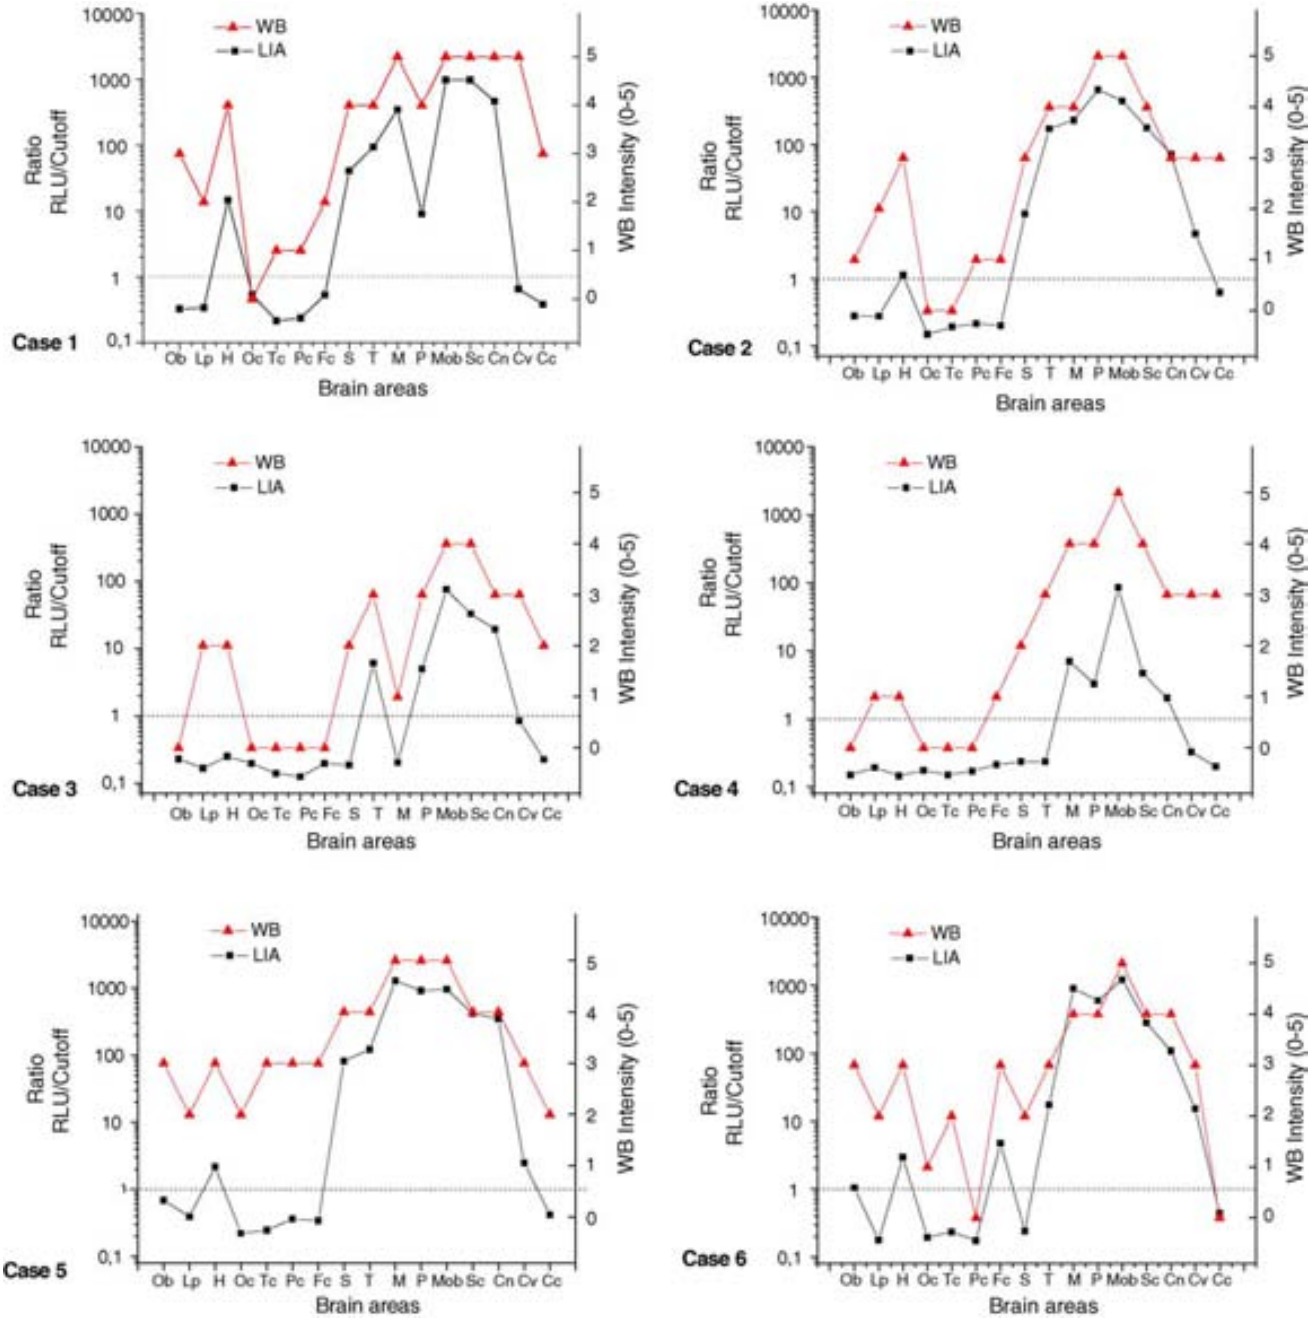 WB
LIA
10000
1000
100
10
1
0,1
Ratio
RLU/Cutoff
5
4
3
2
1
0
WB Intensity (0-5)
Case 1
Ob Lp H Oc Tc Pc Fc S T M P Mob Sc Cn Cv Cc
Brain areas
WB
LIA
10000
1000
100
10
1
0,1
Ratio
RLU/Cutoff
5
4
3
2
1
0
WB Intensity (0-5)
Case 2
Ob Lp H Oc Tc Pc Fc S T M P Mob Sc Cn Cv Cc
Brain areas
WB
LIA
10000
1000
100
10
1
0,1
Ratio
RLU/Cutoff
5
4
3
2
1
0
WB Intensity (0-5)
Case 3
Ob Lp H Oc Tc Pc Fc S T M P Mob Sc Cn Cv Cc
Brain areas
WB
LIA
10000
1000
100
10
1
0,1
Ratio
RLU/Cutoff
5
4
3
2
1
0
WB Intensity (0-5)
Case 4
Ob Lp H Oc Tc Pc Fc S T M P Mob Sc Cn Cv Cc
Brain areas
WB
LIA
10000
1000
100
10
1
0,1
Ratio
RLU/Cutoff
5
4
3
2
1
0
WB Intensity (0-5)
Case 5
Ob Lp H Oc Tc Pc Fc S T M P Mob Sc Cn Cv Cc
Brain areas
WB
LIA
10000
1000
100
10
1
0,1
Ratio
RLU/Cutoff
5
4
3
2
1
0
WB Intensity (0-5)
Case 6
Ob Lp H Oc Tc Pc Fc S T M P Mob Sc Cn Cv Cc
Brain areas